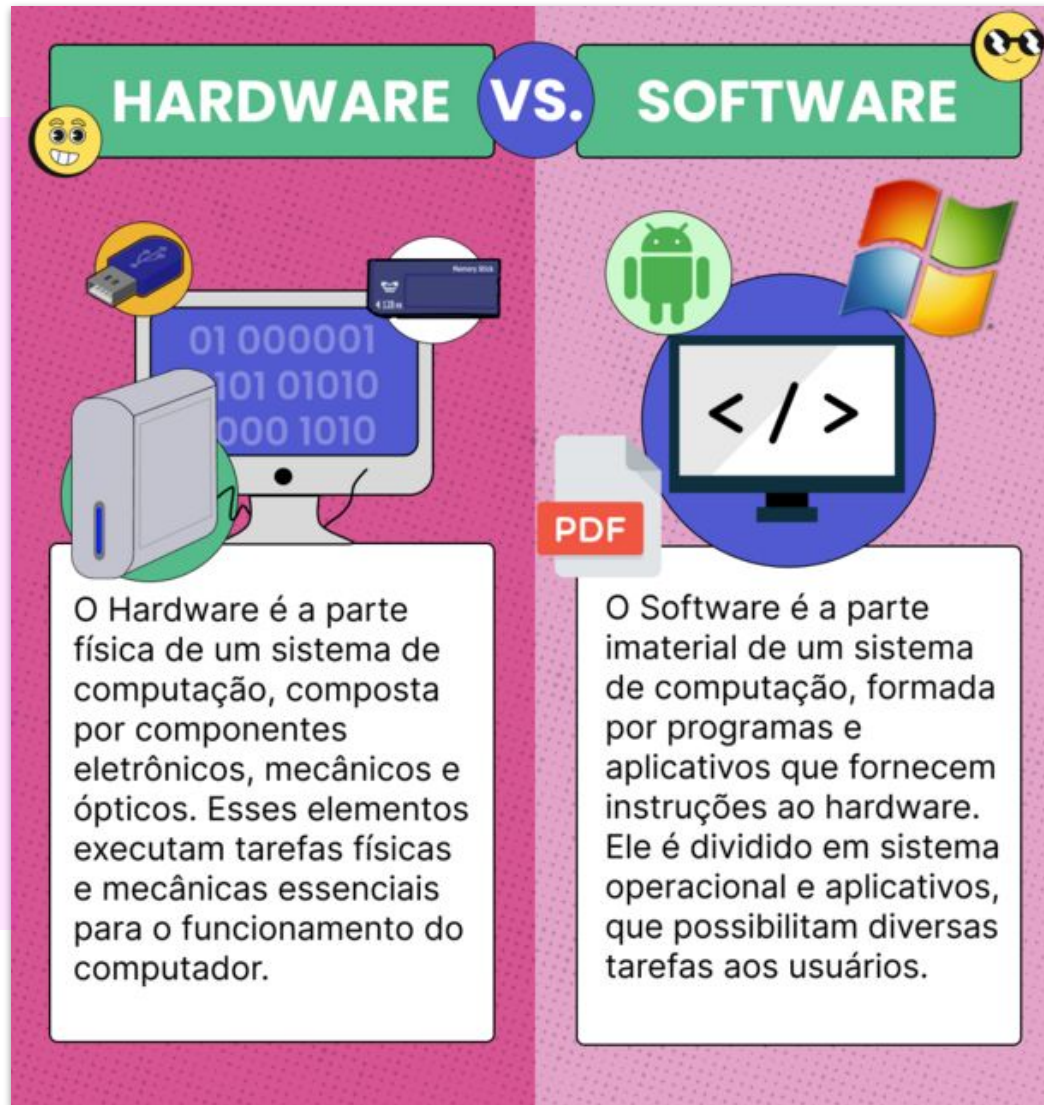 HARDWARE VS. SOFTWARE
Memory Stick
01 000001
101 01010
000 1010
O Hardware é a parte
física de um sistema de
computação, composta
por componentes
eletrônicos, mecânicos e
ópticos. Esses elementos
executam tarefas físicas
e mecânicas essenciais
para o funcionamento do
computador.
</>
PDF
O Software é a parte
imaterial de um sistema
de computação, formada
por programas e
aplicativos que fornecem
instruções ao hardware.
Ele é dividido em sistema
operacional e aplicativos,
que possibilitam diversas
tarefas aos usuários.